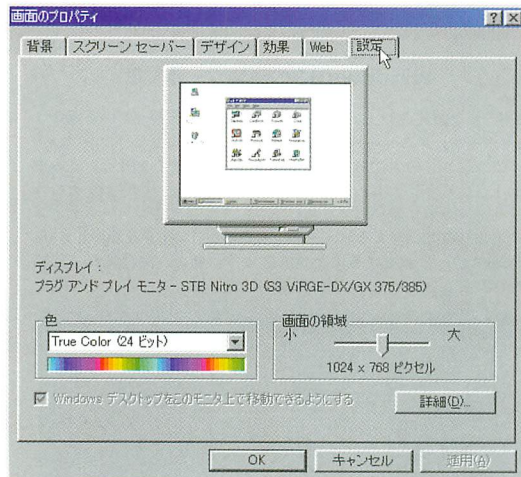 画面のプロパティ
背景 スクリーン セーバー デザイン 効果 Web 設定
ディスプレイ :
プラグ アンド プレイ モニタ - STB Nitro 3D (S3 ViRGE-DX/GX 375/385)
色
True Color (24 ビット)
画面の領域
小 大
1024 x 768 ピクセル
Windows デスクトップをこのモニタ上で移動できるようにする
詳細(D)...
OK キャンセル 適用(A)